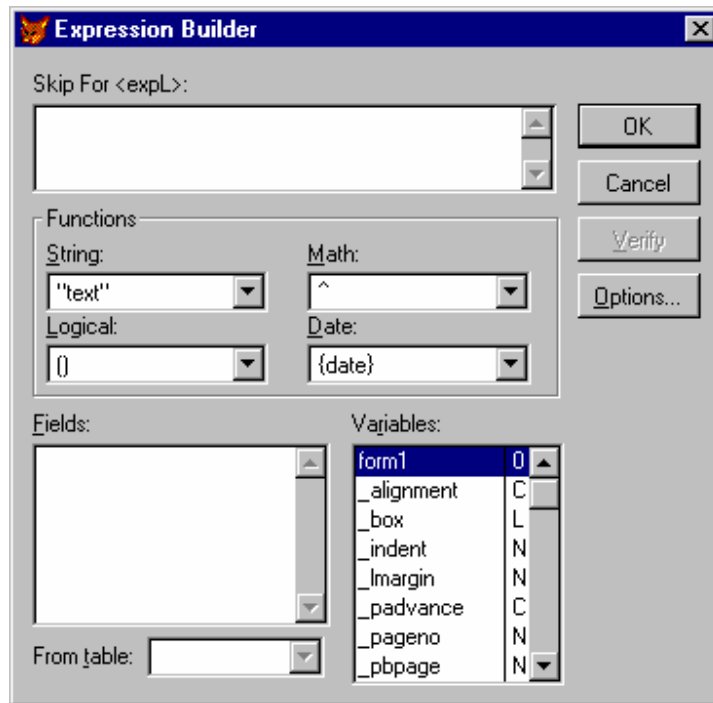 Expression Builder
Skip For <expL>:
OK
Cancel
Verify
Options...
Functions
String:
Math:
"text"
^
Logical:
Date:
()
{date}
Fields:
Variables:
form1 O
_alignment C
_box L
_indent N
_lmargin N
_padvance C
_pageno N
_pbpage N
From table: